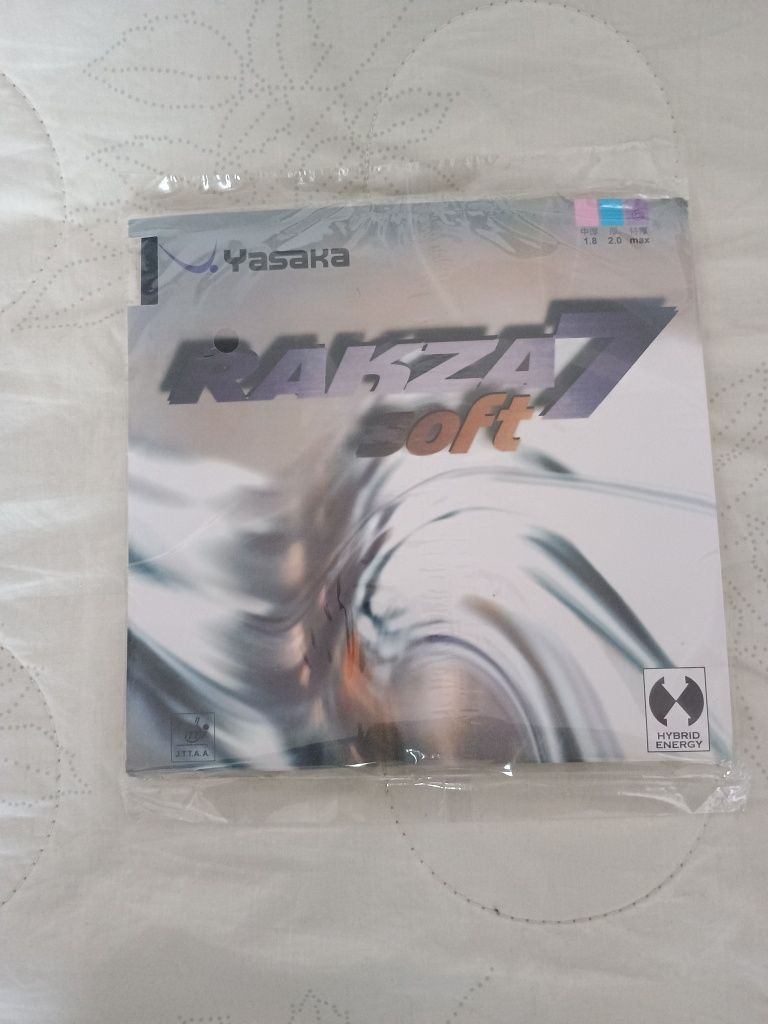 Yasaka
中厚 厚 特厚
1.8 2.0 max
RAKZA 7
soft
J.T.T.A.A.
HYBRID
ENERGY